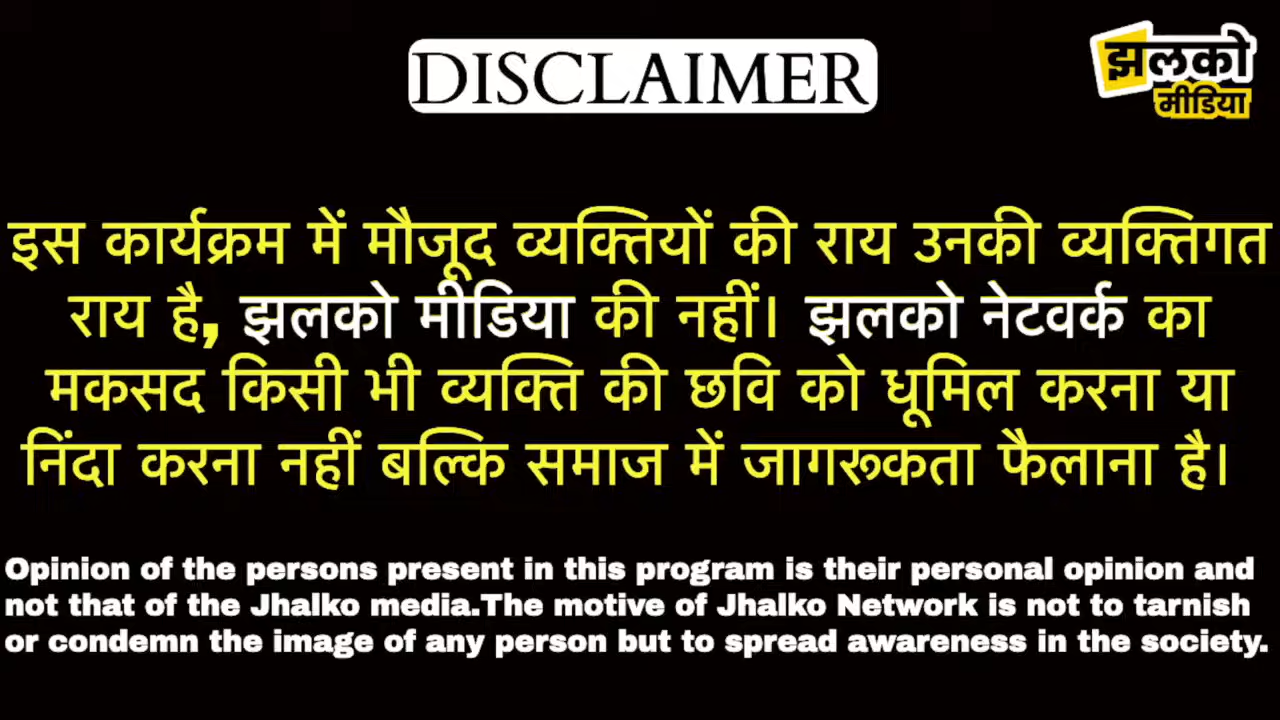 DISCLAIMER
झलको
मीडिया
इस कार्यक्रम में मौजूद व्यक्तियों की राय उनकी व्यक्तिगत
राय है, झलको मीडिया की नहीं। झलको नेटवर्क का
मकसद किसी भी व्यक्ति की छवि को धूमिल करना या
निंदा करना नहीं बल्कि समाज में जागरूकता फैलाना है।
Opinion of the persons present in this program is their personal opinion and
not that of the Jhalko media.The motive of Jhalko Network is not to tarnish
or condemn the image of any person but to spread awareness in the society.